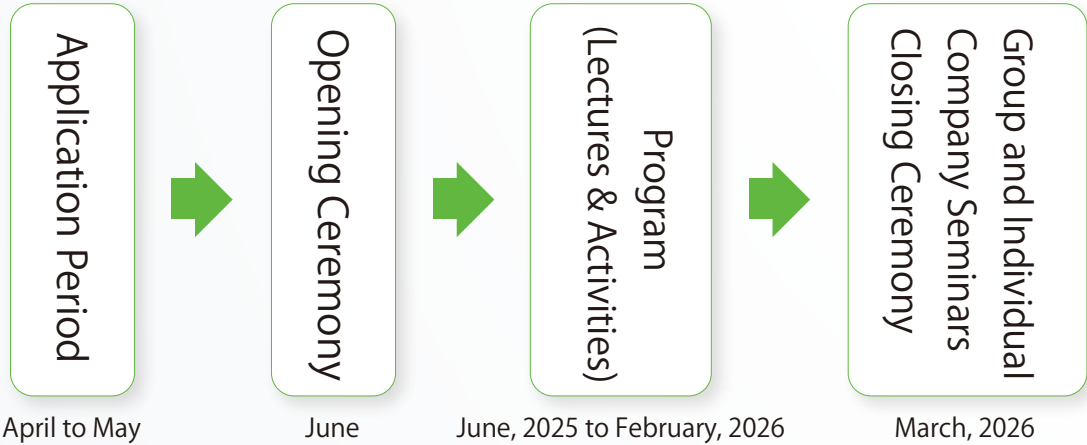 Application Period
April to May
Opening Ceremony
June
Program
(Lectures & Activities)
June, 2025 to February, 2026
Group and Individual
Company Seminars
Closing Ceremony
March, 2026